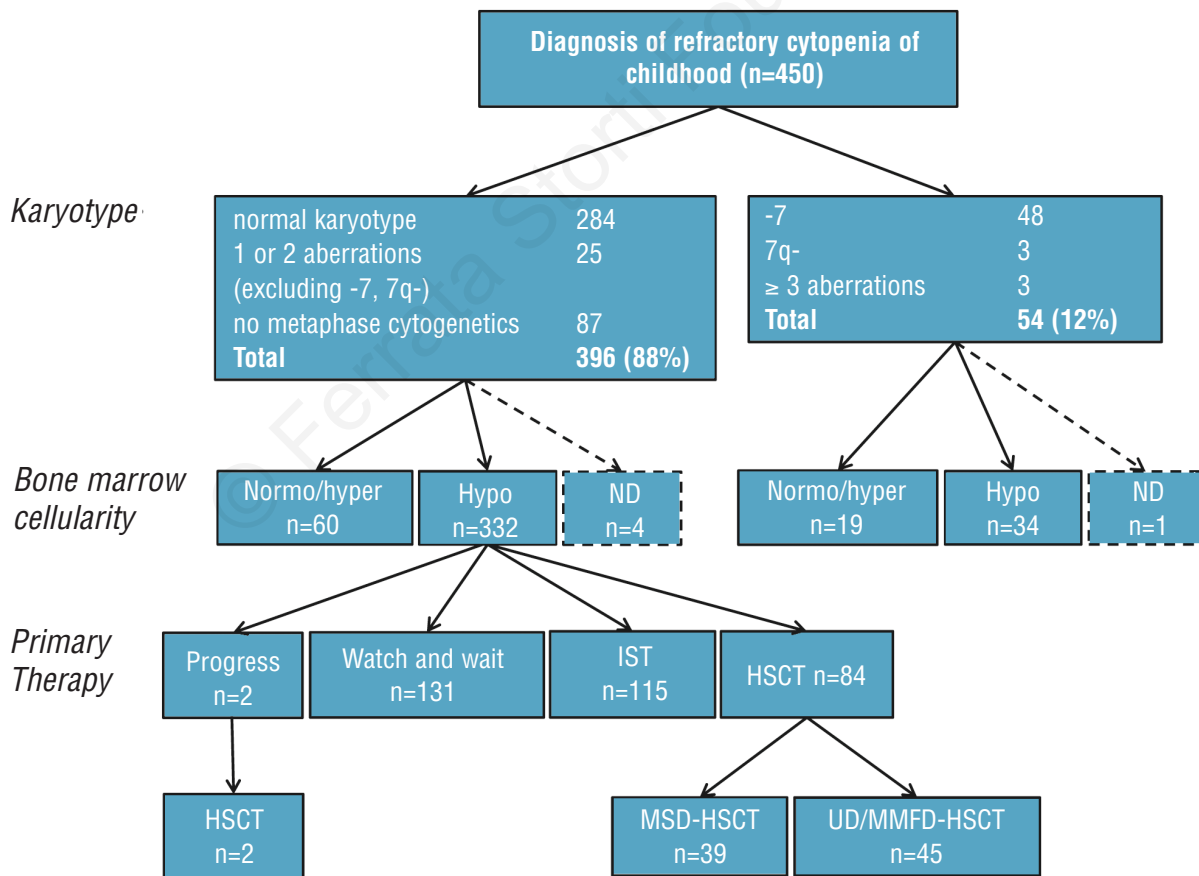 Diagnosis of refractory cytopenia of
childhood (n=450)
Karyotype
normal karyotype 284
1 or 2 aberrations 25
(excluding -7, 7q-)
no metaphase cytogenetics 87
Total 396 (88%)
-7 48
7q- 3
≥ 3 aberrations 3
Total 54 (12%)
Bone marrow
cellularity
Normo/hyper
n=60
Hypo
n=332
ND
n=4
Normo/hyper
n=19
Hypo
n=34
ND
n=1
Primary
Therapy
Progress
n=2
Watch and wait
n=131
IST
n=115
HSCT n=84
HSCT
n=2
MSD-HSCT
n=39
UD/MMFD-HSCT
n=45
© Ferrata Storti